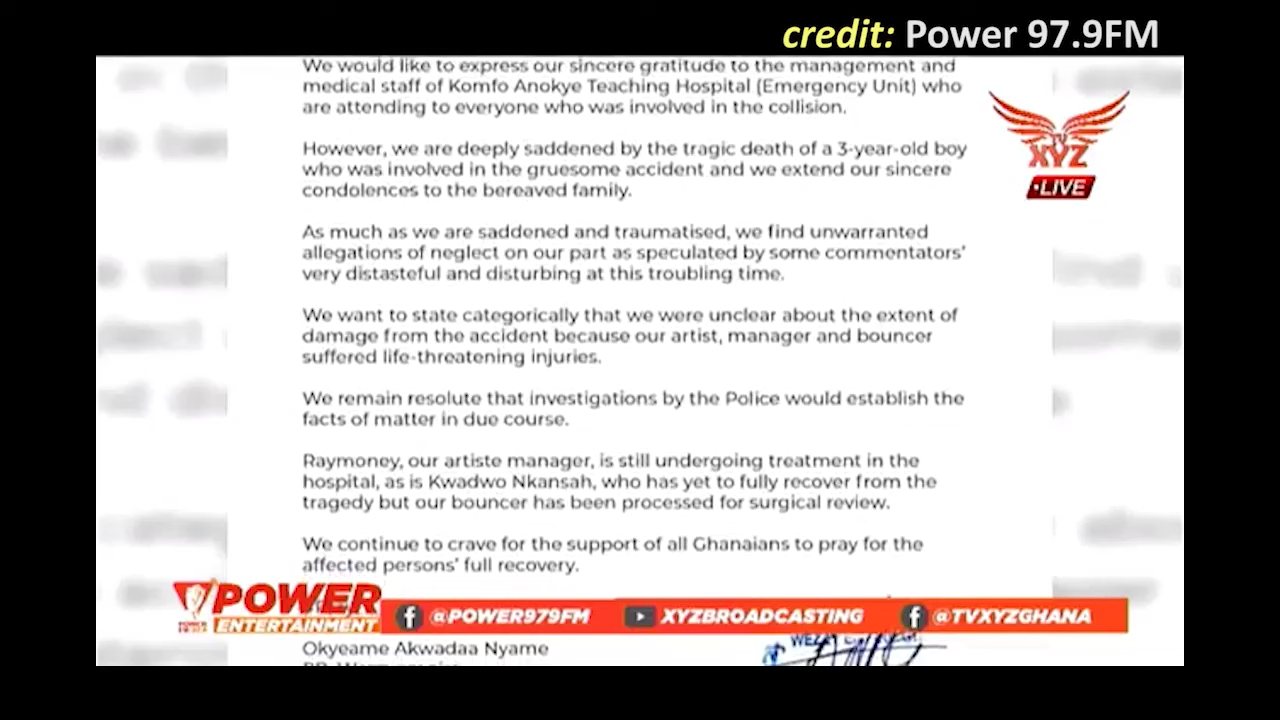 credit: Power 97.9FM
We would like to express our sincere gratitude to the management and
medical staff of Komfo Anokye Teaching Hospital (Emergency Unit) who
are attending to everyone who was involved in the collision.
However, we are deeply saddened by the tragic death of a 3-year-old boy
who was involved in the gruesome accident and we extend our sincere
condolences to the bereaved family.
As much as we are saddened and traumatised, we find unwarranted
allegations of neglect on our part as speculated by some commentators'
very distasteful and disturbing at this troubling time.
We want to state categorically that we were unclear about the extent of
damage from the accident because our artist, manager and bouncer
suffered life-threatening injuries.
We remain resolute that investigations by the Police would establish the
facts of matter in due course.
Raymoney, our artiste manager, is still undergoing treatment in the
hospital, as is Kwadwo Nkansah, who has yet to fully recover from the
tragedy but our bouncer has been processed for surgical review.
We continue to crave for the support of all Ghanaians to pray for the
affected persons' full recovery.
Okyeame Akwadaa Nyame
TV
XYZ
LIVE
POWER
ENTERTAINMENT
@POWER979FM
XYZBROADCASTING
@TVXYZGHANA